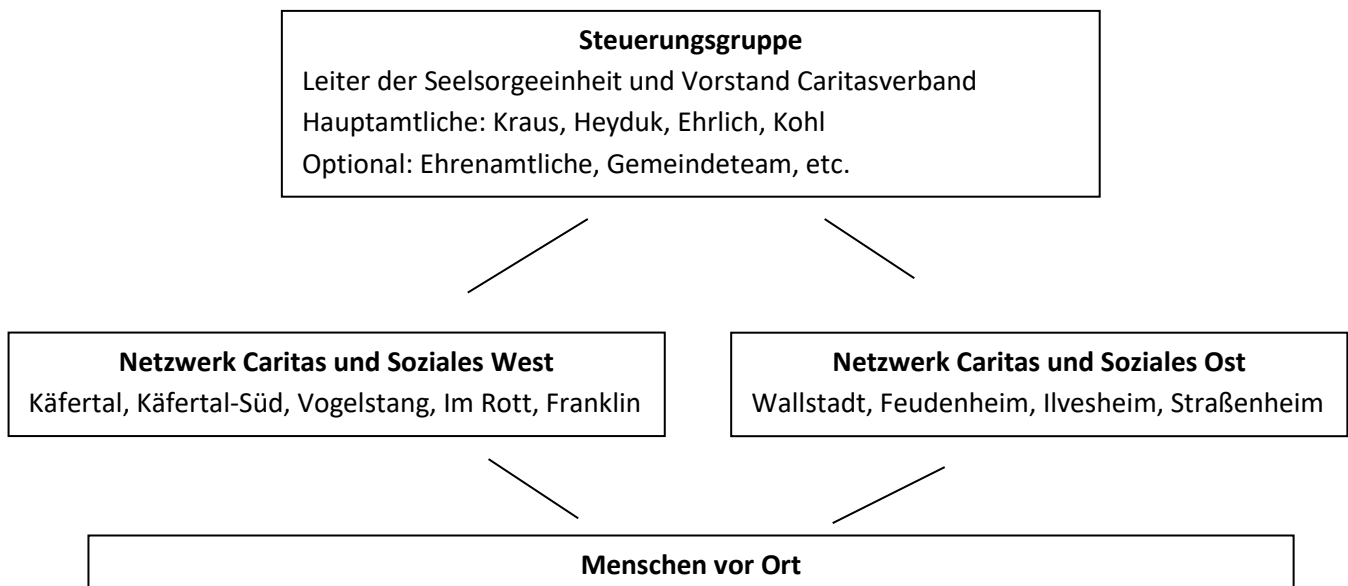 Steuerungsgruppe
Leiter der Seelsorgeeinheit und Vorstand Caritasverband
Hauptamtliche: Kraus, Heyduk, Ehrlich, Kohl
Optional: Ehrenamtliche, Gemeindeteam, etc.
Netzwerk Caritas und Soziales West
Käfertal, Käfertal-Süd, Vogelstang, Im Rott, Franklin
Netzwerk Caritas und Soziales Ost
Wallstadt, Feudenheim, Ilvesheim, Straßenheim
Menschen vor Ort